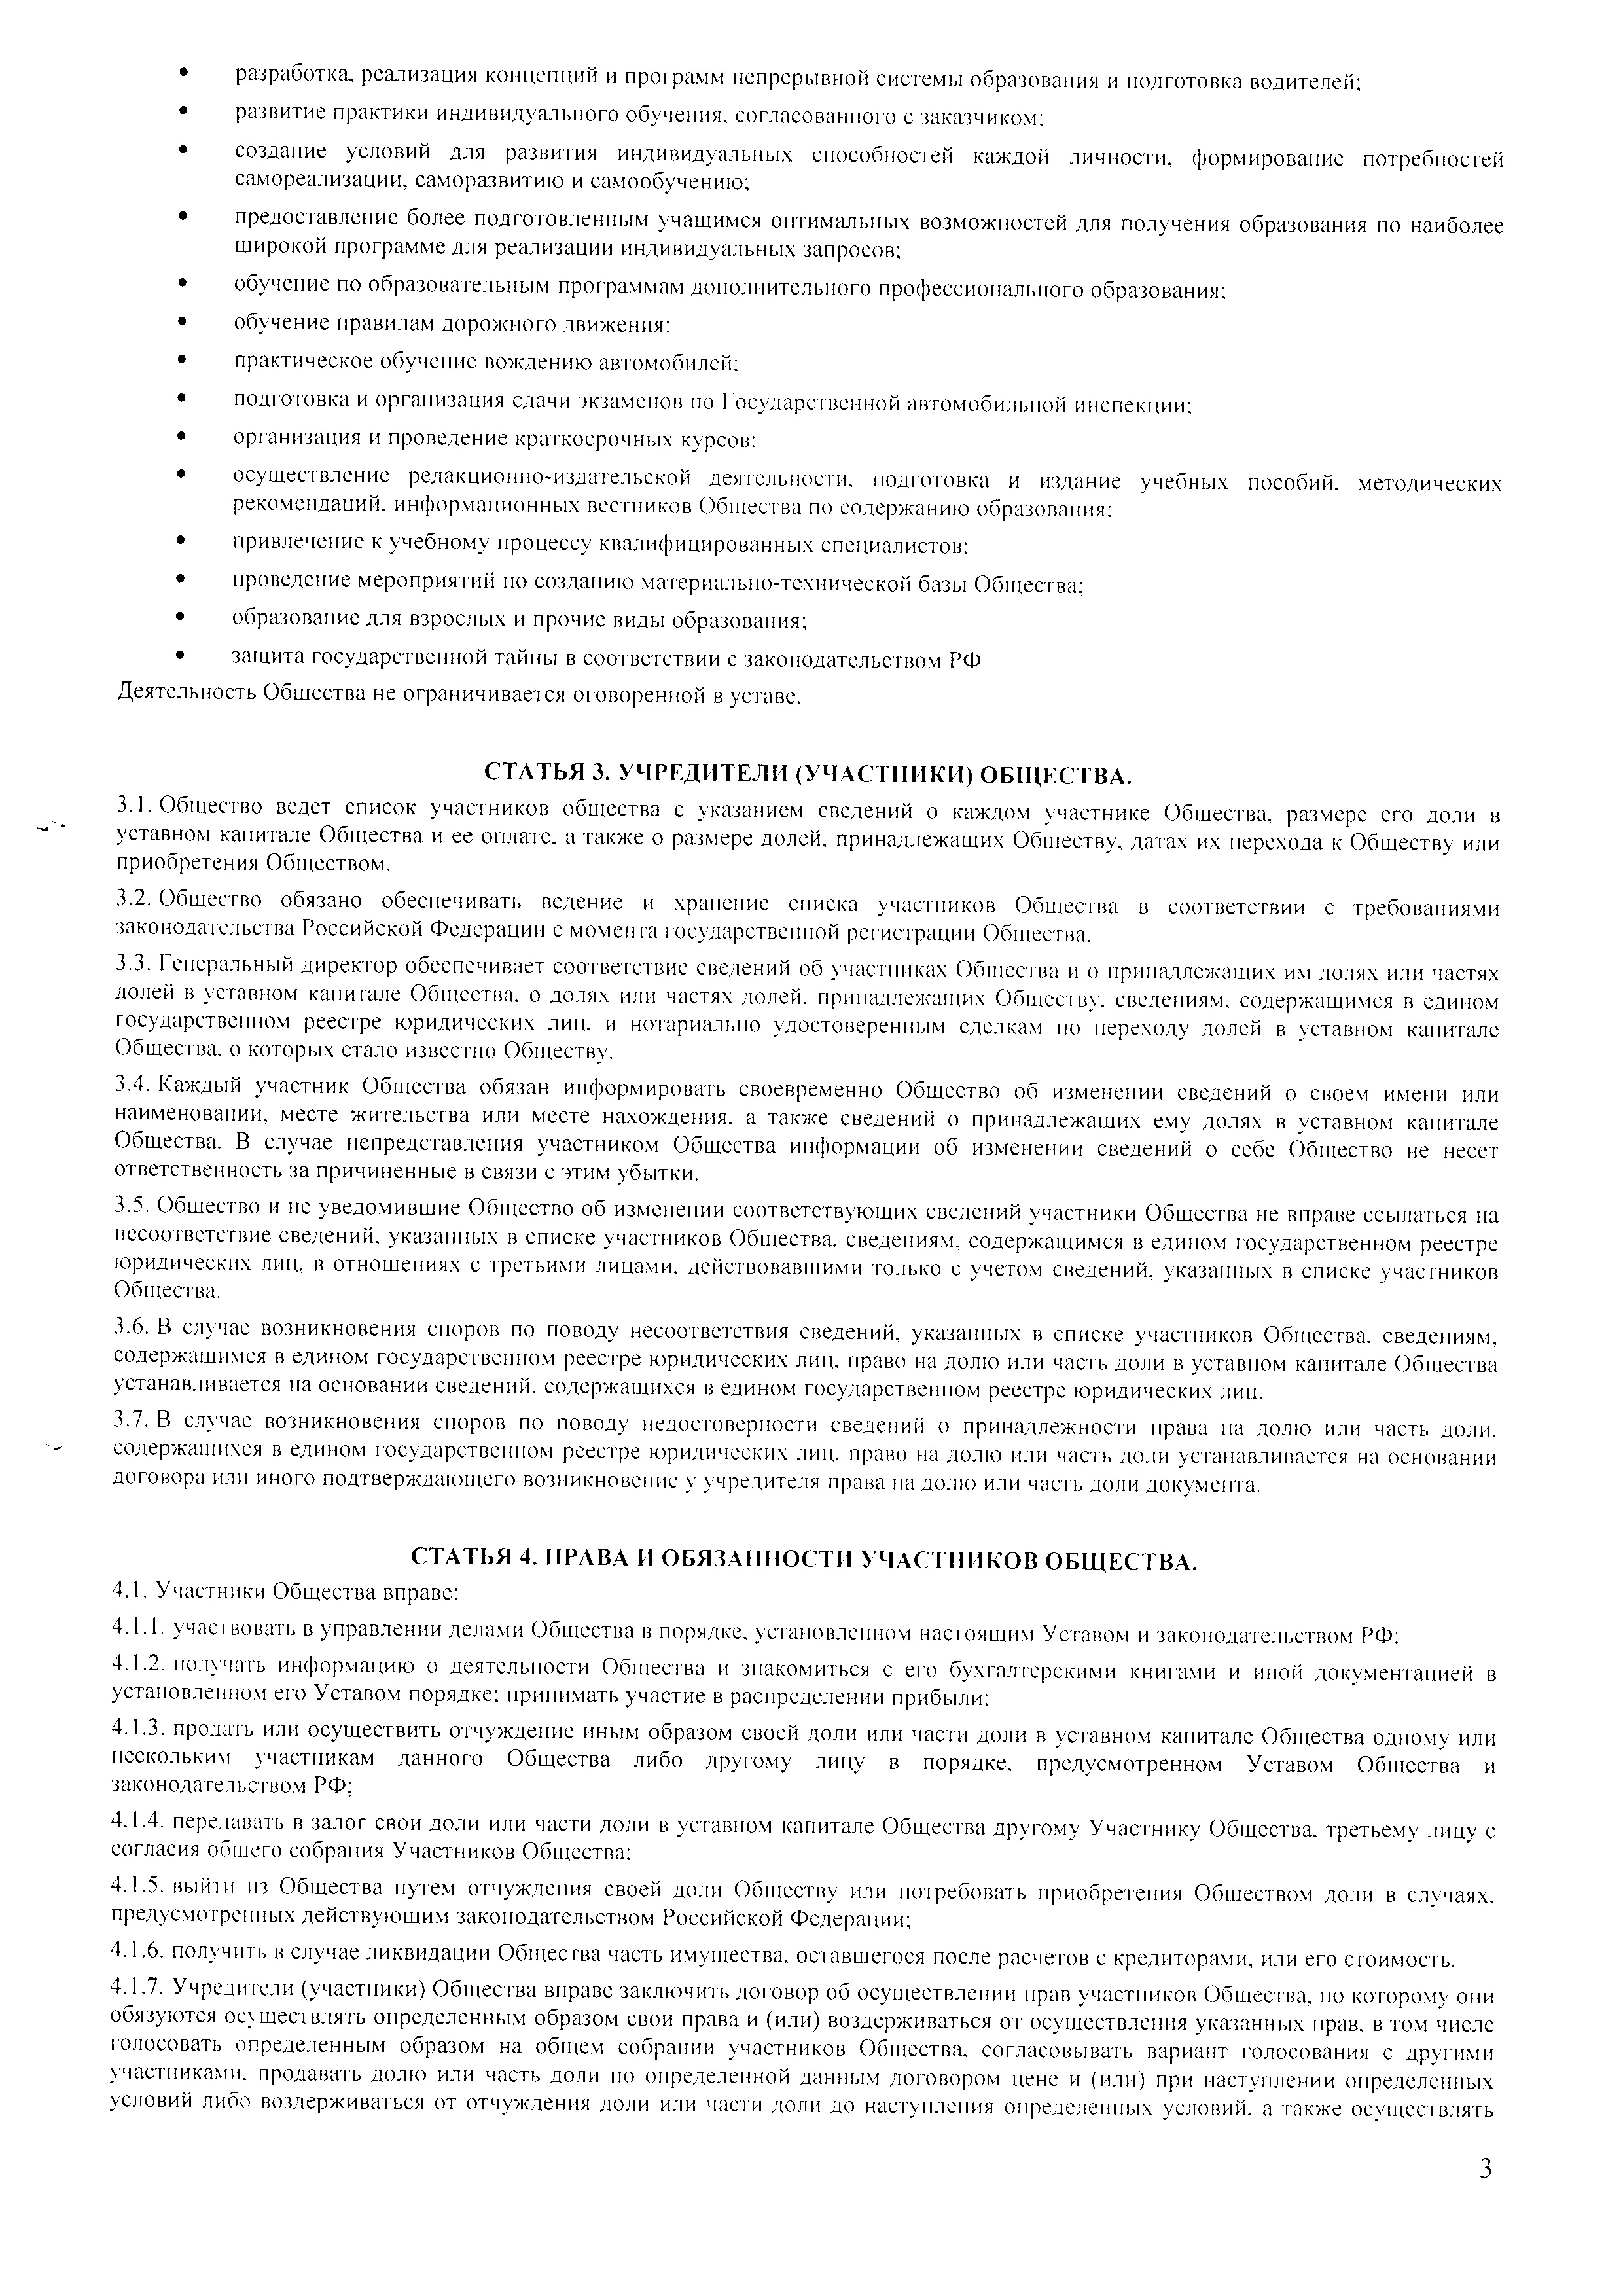 • разработка, реализация концепций и программ непрерывной системы образования и подготовка водителей;
• развитие практики индивидуального обучения, согласованного с заказчиком;
• создание условий для развития индивидуальных способностей каждой личности, формирование потребностей
самореализации, саморазвитию и самообучению;
• предоставление более подготовленным учащимся оптимальных возможностей для получения образования по наиболее
широкой программе для реализации индивидуальных запросов;
• обучение по образовательным программам дополнительного профессионального образования;
• обучение правилам дорожного движения;
• практическое обучение вождению автомобилей;
• подготовка и организация сдачи экзаменов по Государственной автомобильной инспекции;
• организация и проведение краткосрочных курсов;
• осуществление редакционно-издательской деятельности, подготовка и издание учебных пособий, методических
рекомендаций, информационных вестников Общества по содержанию образования;
• привлечение к учебному процессу квалифицированных специалистов;
• проведение мероприятий по созданию материально-технической базы Общества;
• образование для взрослых и прочие виды образования;
• защита государственной тайны в соответствии с законодательством РФ
Деятельность Общества не ограничивается оговоренной в уставе.
СТАТЬЯ 3. УЧРЕДИТЕЛИ (УЧАСТНИКИ) ОБЩЕСТВА.
3.1. Общество ведет список участников общества с указанием сведений о каждом участнике Общества, размере его доли в
уставном капитале Общества и ее оплате, а также о размере долей, принадлежащих Обществу, датах их перехода к Обществу или
приобретения Обществом.
3.2. Общество обязано обеспечивать ведение и хранение списка участников Общества в соответствии с требованиями
законодательства Российской Федерации с момента государственной регистрации Общества.
3.3. Генеральный директор обеспечивает соответствие сведений об участниках Общества и о принадлежащих им долях или частях
долей в уставном капитале Общества, о долях или частях долей, принадлежащих Обществу, сведениям, содержащимся в едином
государственном реестре юридических лиц, и нотариально удостоверенным сделкам по переходу долей в уставном капитале
Общества, о которых стало известно Обществу.
3.4. Каждый участник Общества обязан информировать своевременно Общество об изменении сведений о своем имени или
наименовании, месте жительства или месте нахождения, а также сведений о принадлежащих ему долях в уставном капитале
Общества. В случае непредставления участником Общества информации об изменении сведений о себе Общество не несет
ответственность за причиненные в связи с этим убытки.
3.5. Общество и не уведомившие Общество об изменении соответствующих сведений участники Общества не вправе ссылаться на
несоответствие сведений, указанных в списке участников Общества, сведениям, содержащимся в едином государственном реестре
юридических лиц, в отношениях с третьими лицами, действовавшими только с учетом сведений, указанных в списке участников
Общества.
3.6. В случае возникновения споров по поводу несоответствия сведений, указанных в списке участников Общества, сведениям,
содержащимся в едином государственном реестре юридических лиц, право на долю или часть доли в уставном капитале Общества
устанавливается на основании сведений, содержащихся в едином государственном реестре юридических лиц.
3.7. В случае возникновения споров по поводу недостоверности сведений о принадлежности права на долю или часть доли,
содержащихся в едином государственном реестре юридических лиц, право на долю или часть доли устанавливается на основании
договора или иного подтверждающего возникновение у учредителя права на долю или часть доли документа.
СТАТЬЯ 4. ПРАВА И ОБЯЗАННОСТИ УЧАСТНИКОВ ОБЩЕСТВА.
4.1. Участники Общества вправе:
4.1.1. участвовать в управлении делами Общества в порядке, установленном настоящим Уставом и законодательством РФ;
4.1.2. получать информацию о деятельности Общества и знакомиться с его бухгалтерскими книгами и иной документацией в
установленном его Уставом порядке; принимать участие в распределении прибыли;
4.1.3. продать или осуществить отчуждение иным образом своей доли или части доли в уставном капитале Общества одному или
нескольким участникам данного Общества либо другому лицу в порядке, предусмотренном Уставом Общества и
законодательством РФ;
4.1.4. передавать в залог свои доли или части доли в уставном капитале Общества другому Участнику Общества, третьему лицу с
согласия общего собрания Участников Общества;
4.1.5. выйти из Общества путем отчуждения своей доли Обществу или потребовать приобретения Обществом доли в случаях,
предусмотренных действующим законодательством Российской Федерации;
4.1.6. получить в случае ликвидации Общества часть имущества, оставшегося после расчетов с кредиторами, или его стоимость.
4.1.7. Учредители (участники) Общества вправе заключить договор об осуществлении прав участников Общества, по которому они
обязуются осуществлять определенным образом свои права и (или) воздерживаться от осуществления указанных прав, в том числе
голосовать определенным образом на общем собрании участников Общества, согласовывать вариант голосования с другими
участниками, продавать долю или часть доли по определенной данным договором цене и (или) при наступлении определенных
условий либо воздерживаться от отчуждения доли или части доли до наступления определенных условий, а также осуществлять
3